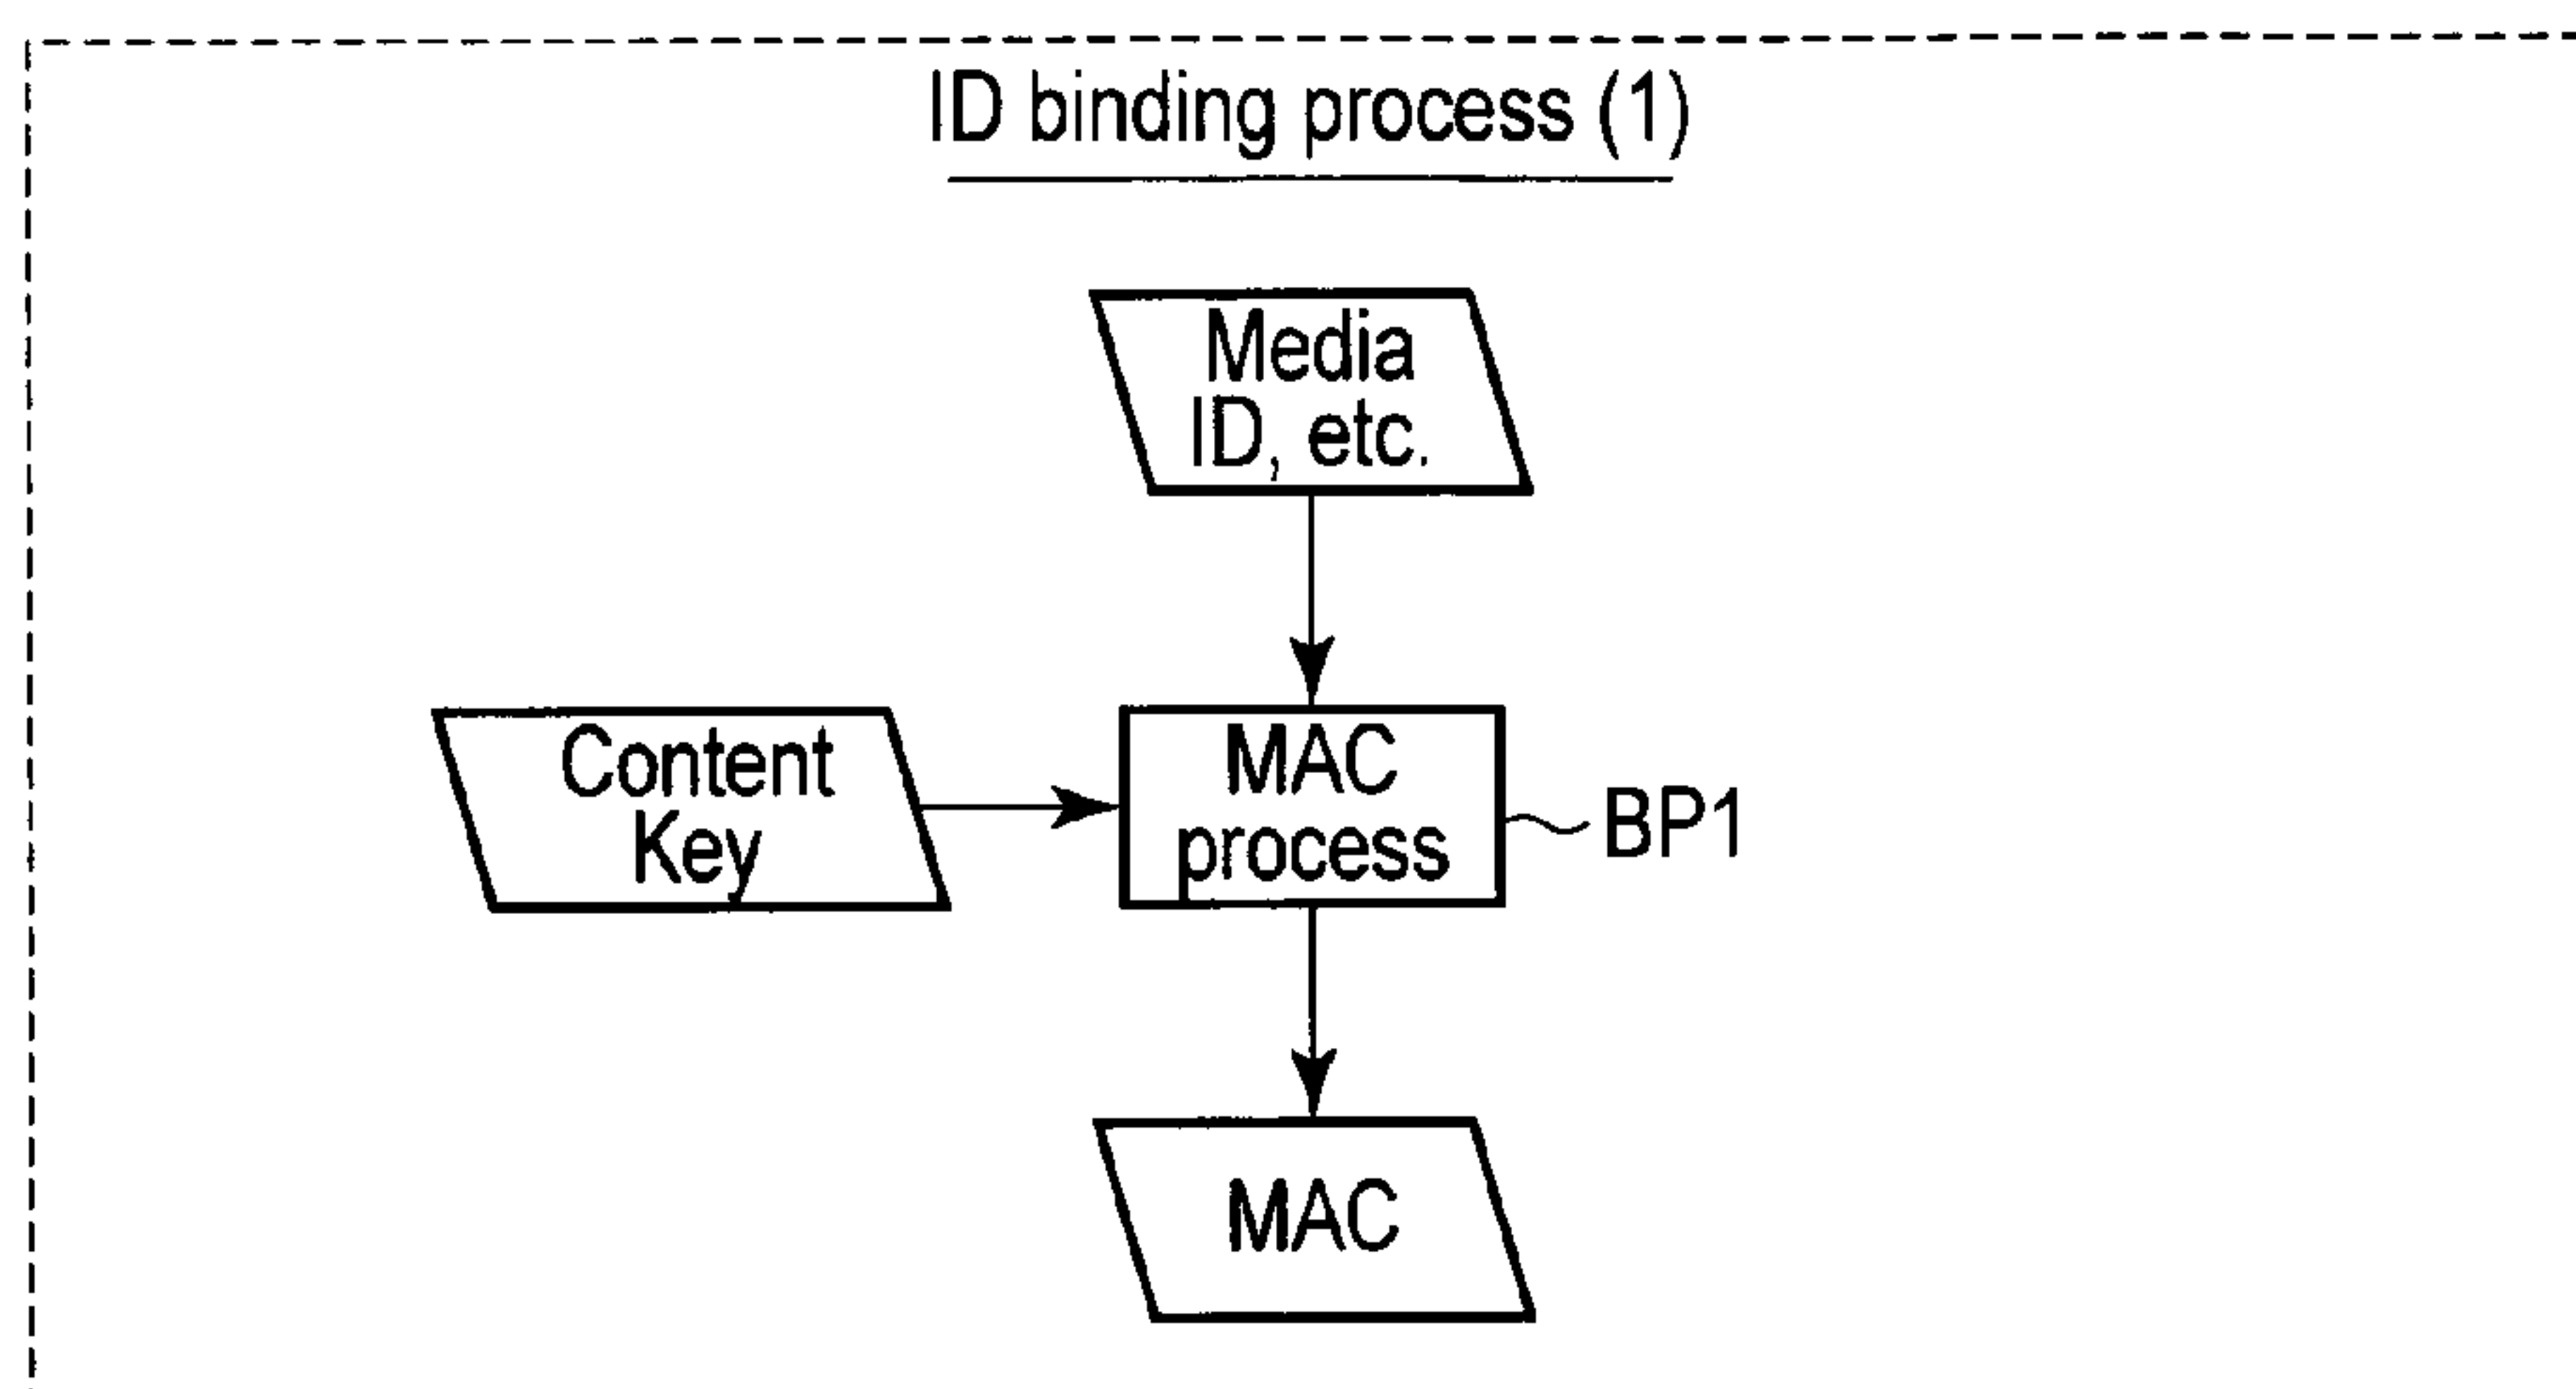 ID binding process (1)
Media
ID, etc.
Content
Key
MAC
process
BP1
MAC